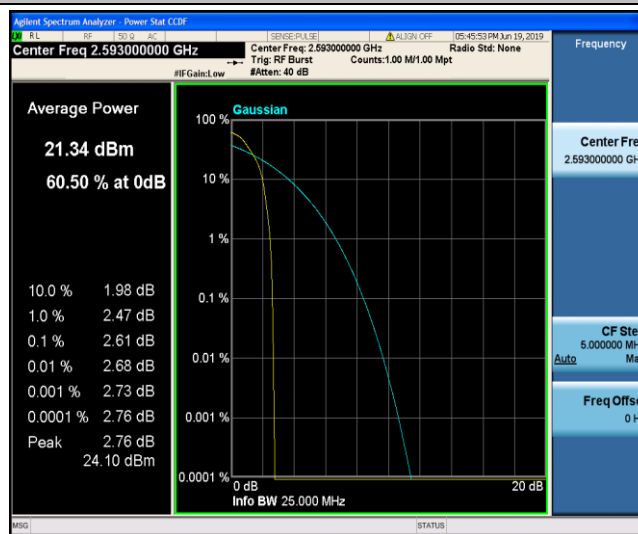 Agilent Spectrum Analyzer - Power Stat CCDF
RL RF 50 Ω AC SENSE:PULSE ALIGN OFF 05:45:53 PM Jun 19, 2019
Center Freq 2.593000000 GHz
Center Freq: 2.593000000 GHz Radio Std: None
Trig: RF Burst Counts:1.00 M/1.00 Mpt
#IFGain:Low #Atten: 40 dB
Frequency
Average Power
21.34 dBm
60.50 % at 0dB
10.0 % 1.98 dB
1.0 % 2.47 dB
0.1 % 2.61 dB
0.01 % 2.68 dB
0.001 % 2.73 dB
0.0001 % 2.76 dB
Peak 2.76 dB
24.10 dBm
Gaussian
100 %
10 %
1 %
0.1 %
0.01 %
0.001 %
0.0001 %
0 dB 20 dB
Info BW 25.000 MHz
Center Fre
2.593000000 GH
CF Ste
5.000000 MH
Auto Ma
Freq Offse
0 H
MSG STATUS